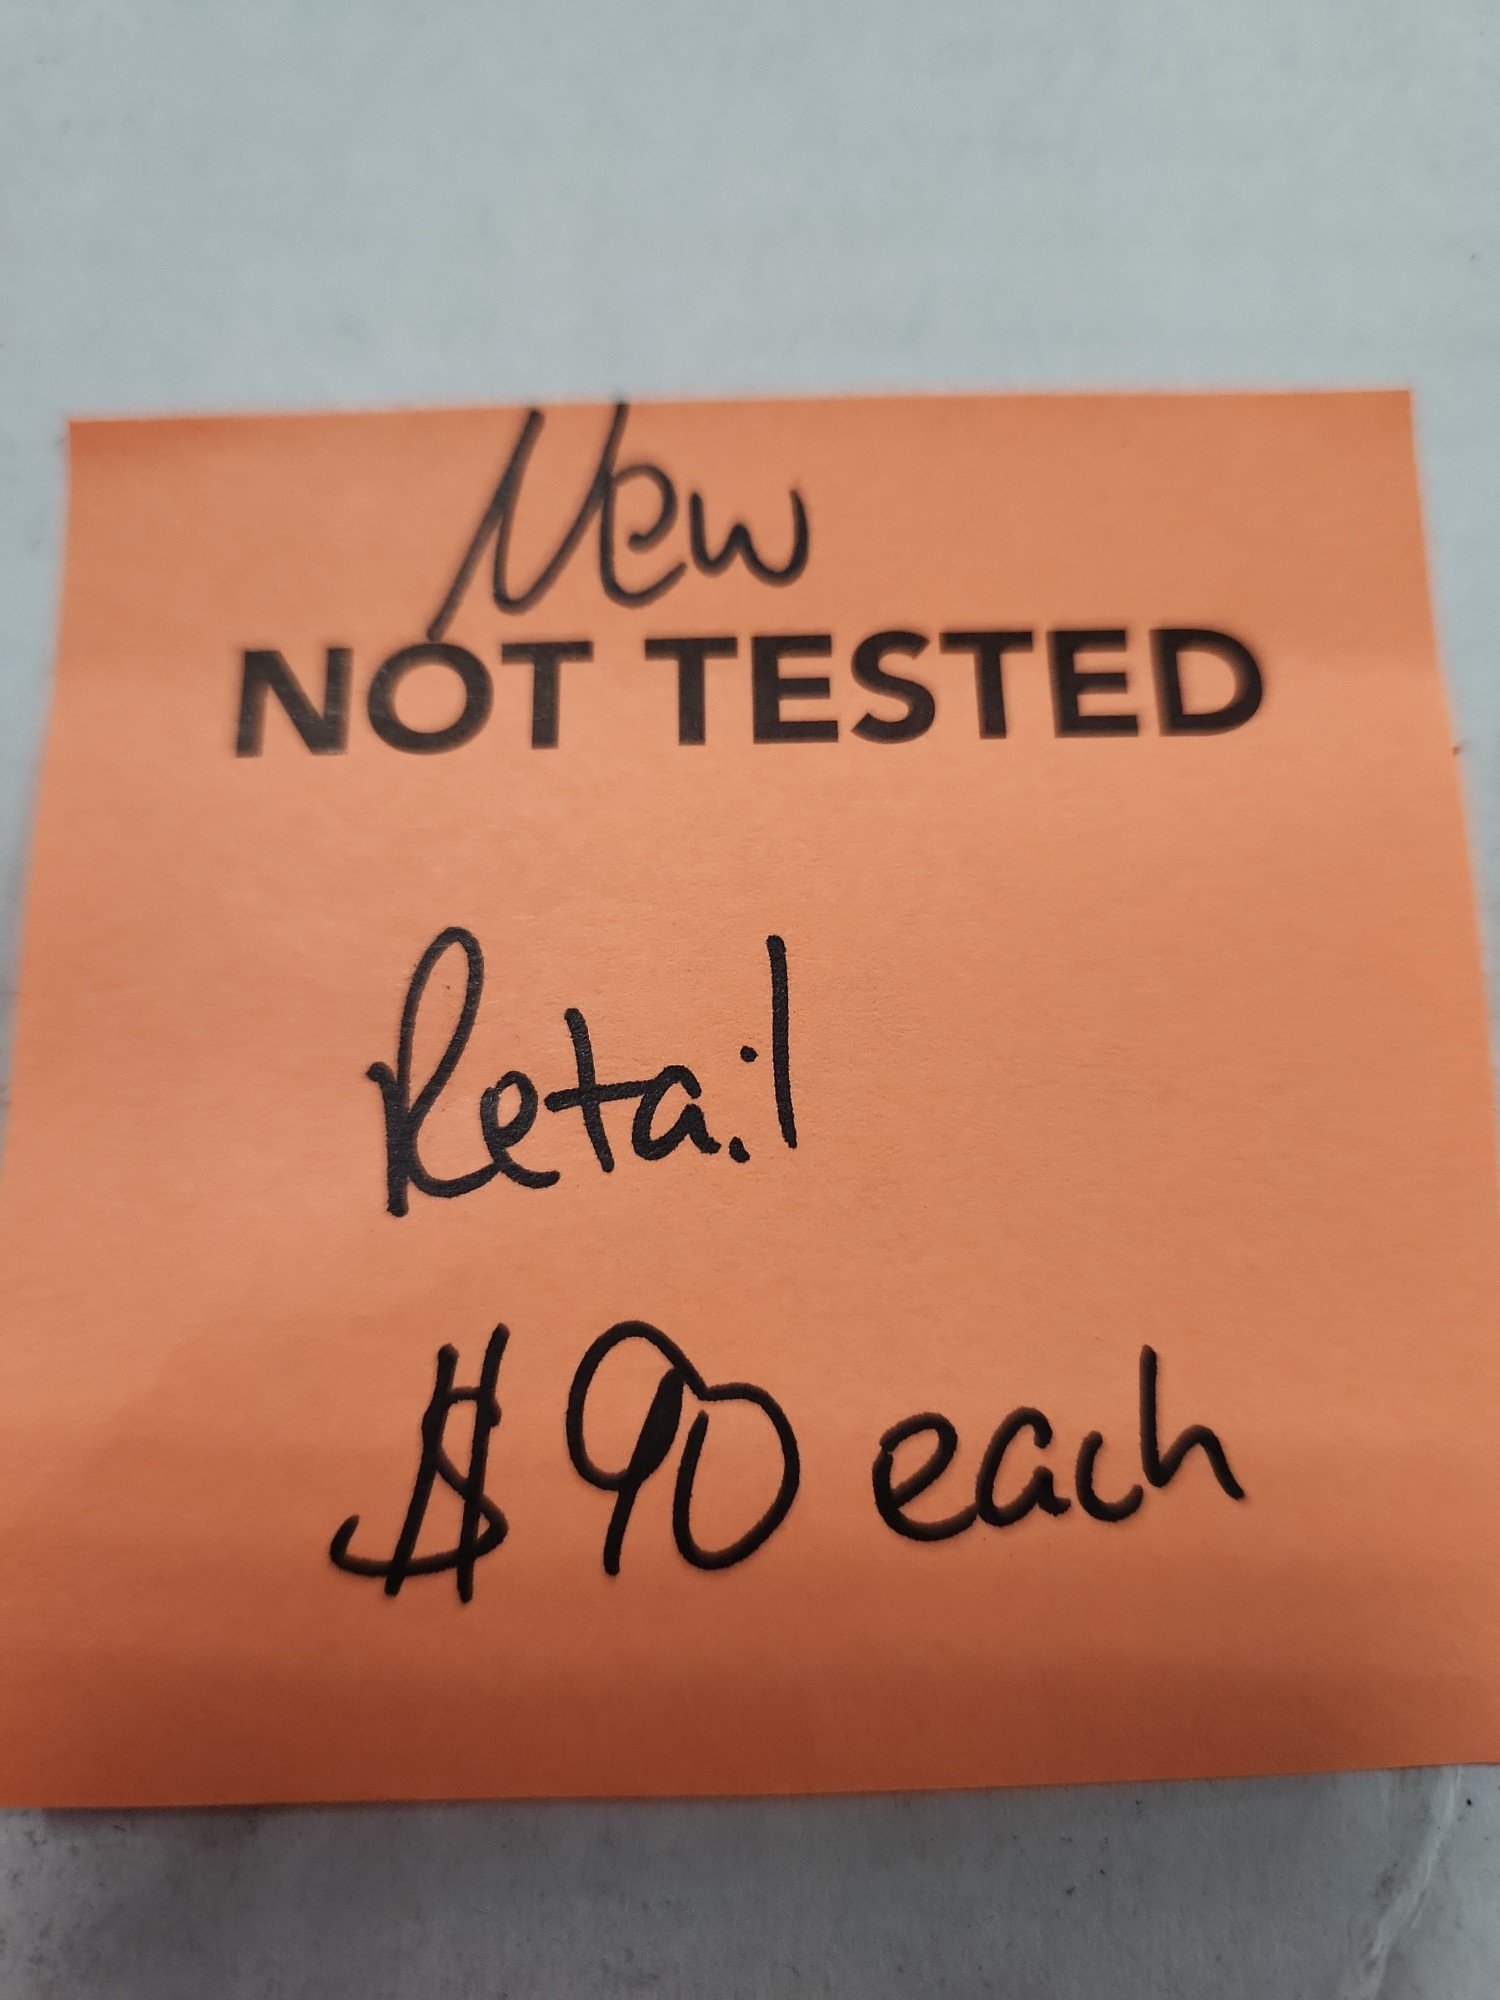 New
NOT TESTED
Retail
$90 each